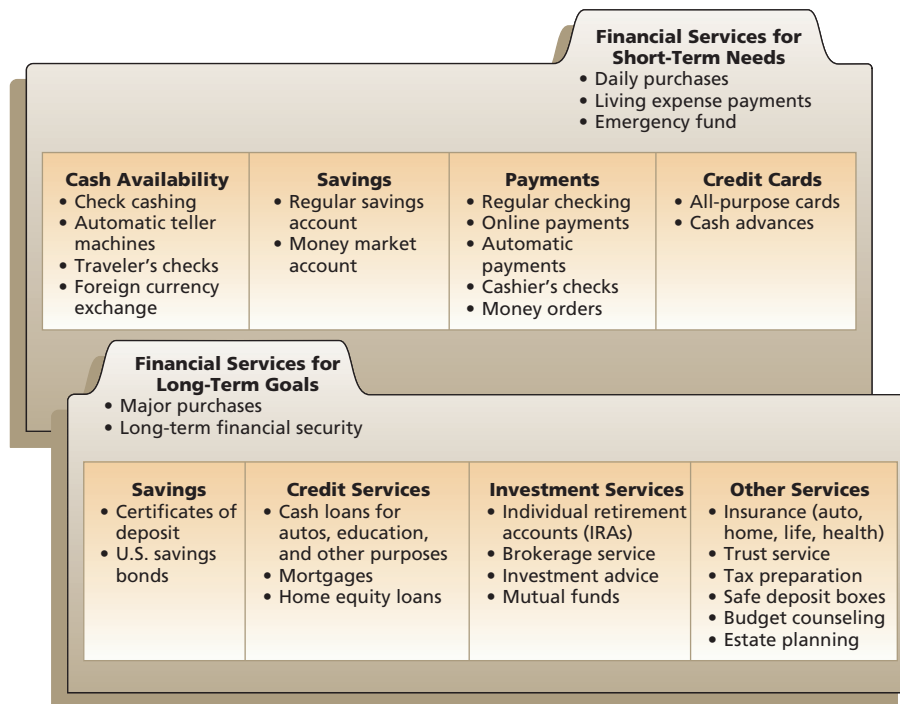 Financial Services for
Short-Term Needs
• Daily purchases
• Living expense payments
• Emergency fund
Cash Availability
• Check cashing
• Automatic teller
machines
• Traveler's checks
• Foreign currency
exchange
Savings
• Regular savings
account
• Money market
account
Payments
• Regular checking
• Online payments
• Automatic
payments
• Cashier's checks
• Money orders
Credit Cards
• All-purpose cards
• Cash advances
Financial Services for
Long-Term Goals
• Major purchases
• Long-term financial security
Savings
• Certificates of
deposit
• U.S. savings
bonds
Credit Services
• Cash loans for
autos, education,
and other purposes
• Mortgages
• Home equity loans
Investment Services
• Individual retirement
accounts (IRAs)
• Brokerage service
• Investment advice
• Mutual funds
Other Services
• Insurance (auto,
home, life, health)
• Trust service
• Tax preparation
• Safe deposit boxes
• Budget counseling
• Estate planning